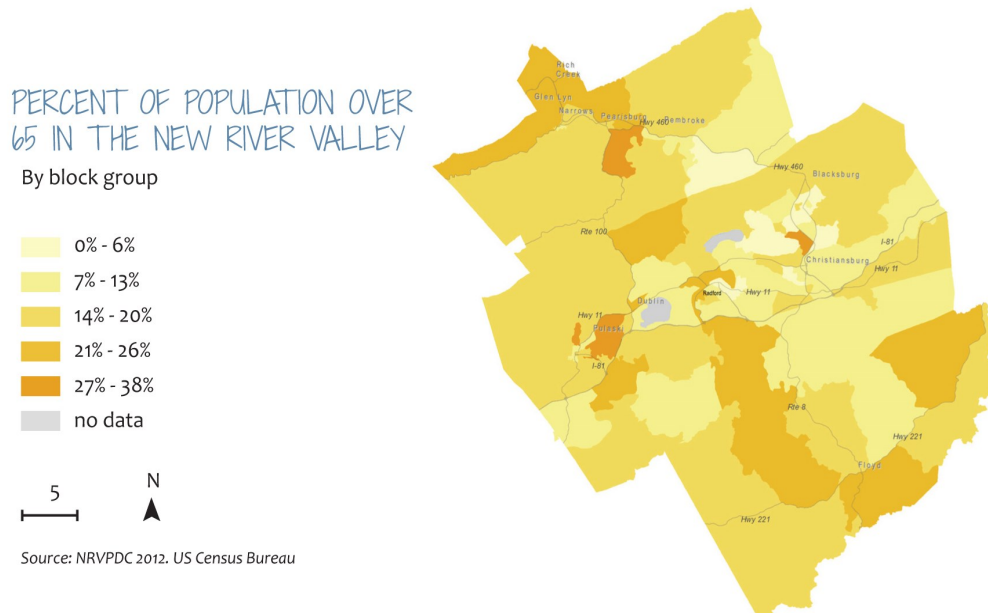 PERCENT OF POPULATION OVER
65 IN THE NEW RIVER VALLEY
By block group
0% - 6%
7% - 13%
14% - 20%
21% - 26%
27% - 38%
no data
5
N
Source: NRVPDC 2012. US Census Bureau
Rich
Creek
Glen Lyn
Narrows
Pearisburg
Pembroke
Hwy 460
Hwy 460
Blacksburg
Rte 100
I-81
Christiansburg
Hwy 11
Radford
Hwy 11
Dublin
Hwy 11
Pulaski
I-81
Rte 8
Hwy 221
Floyd
Hwy 221